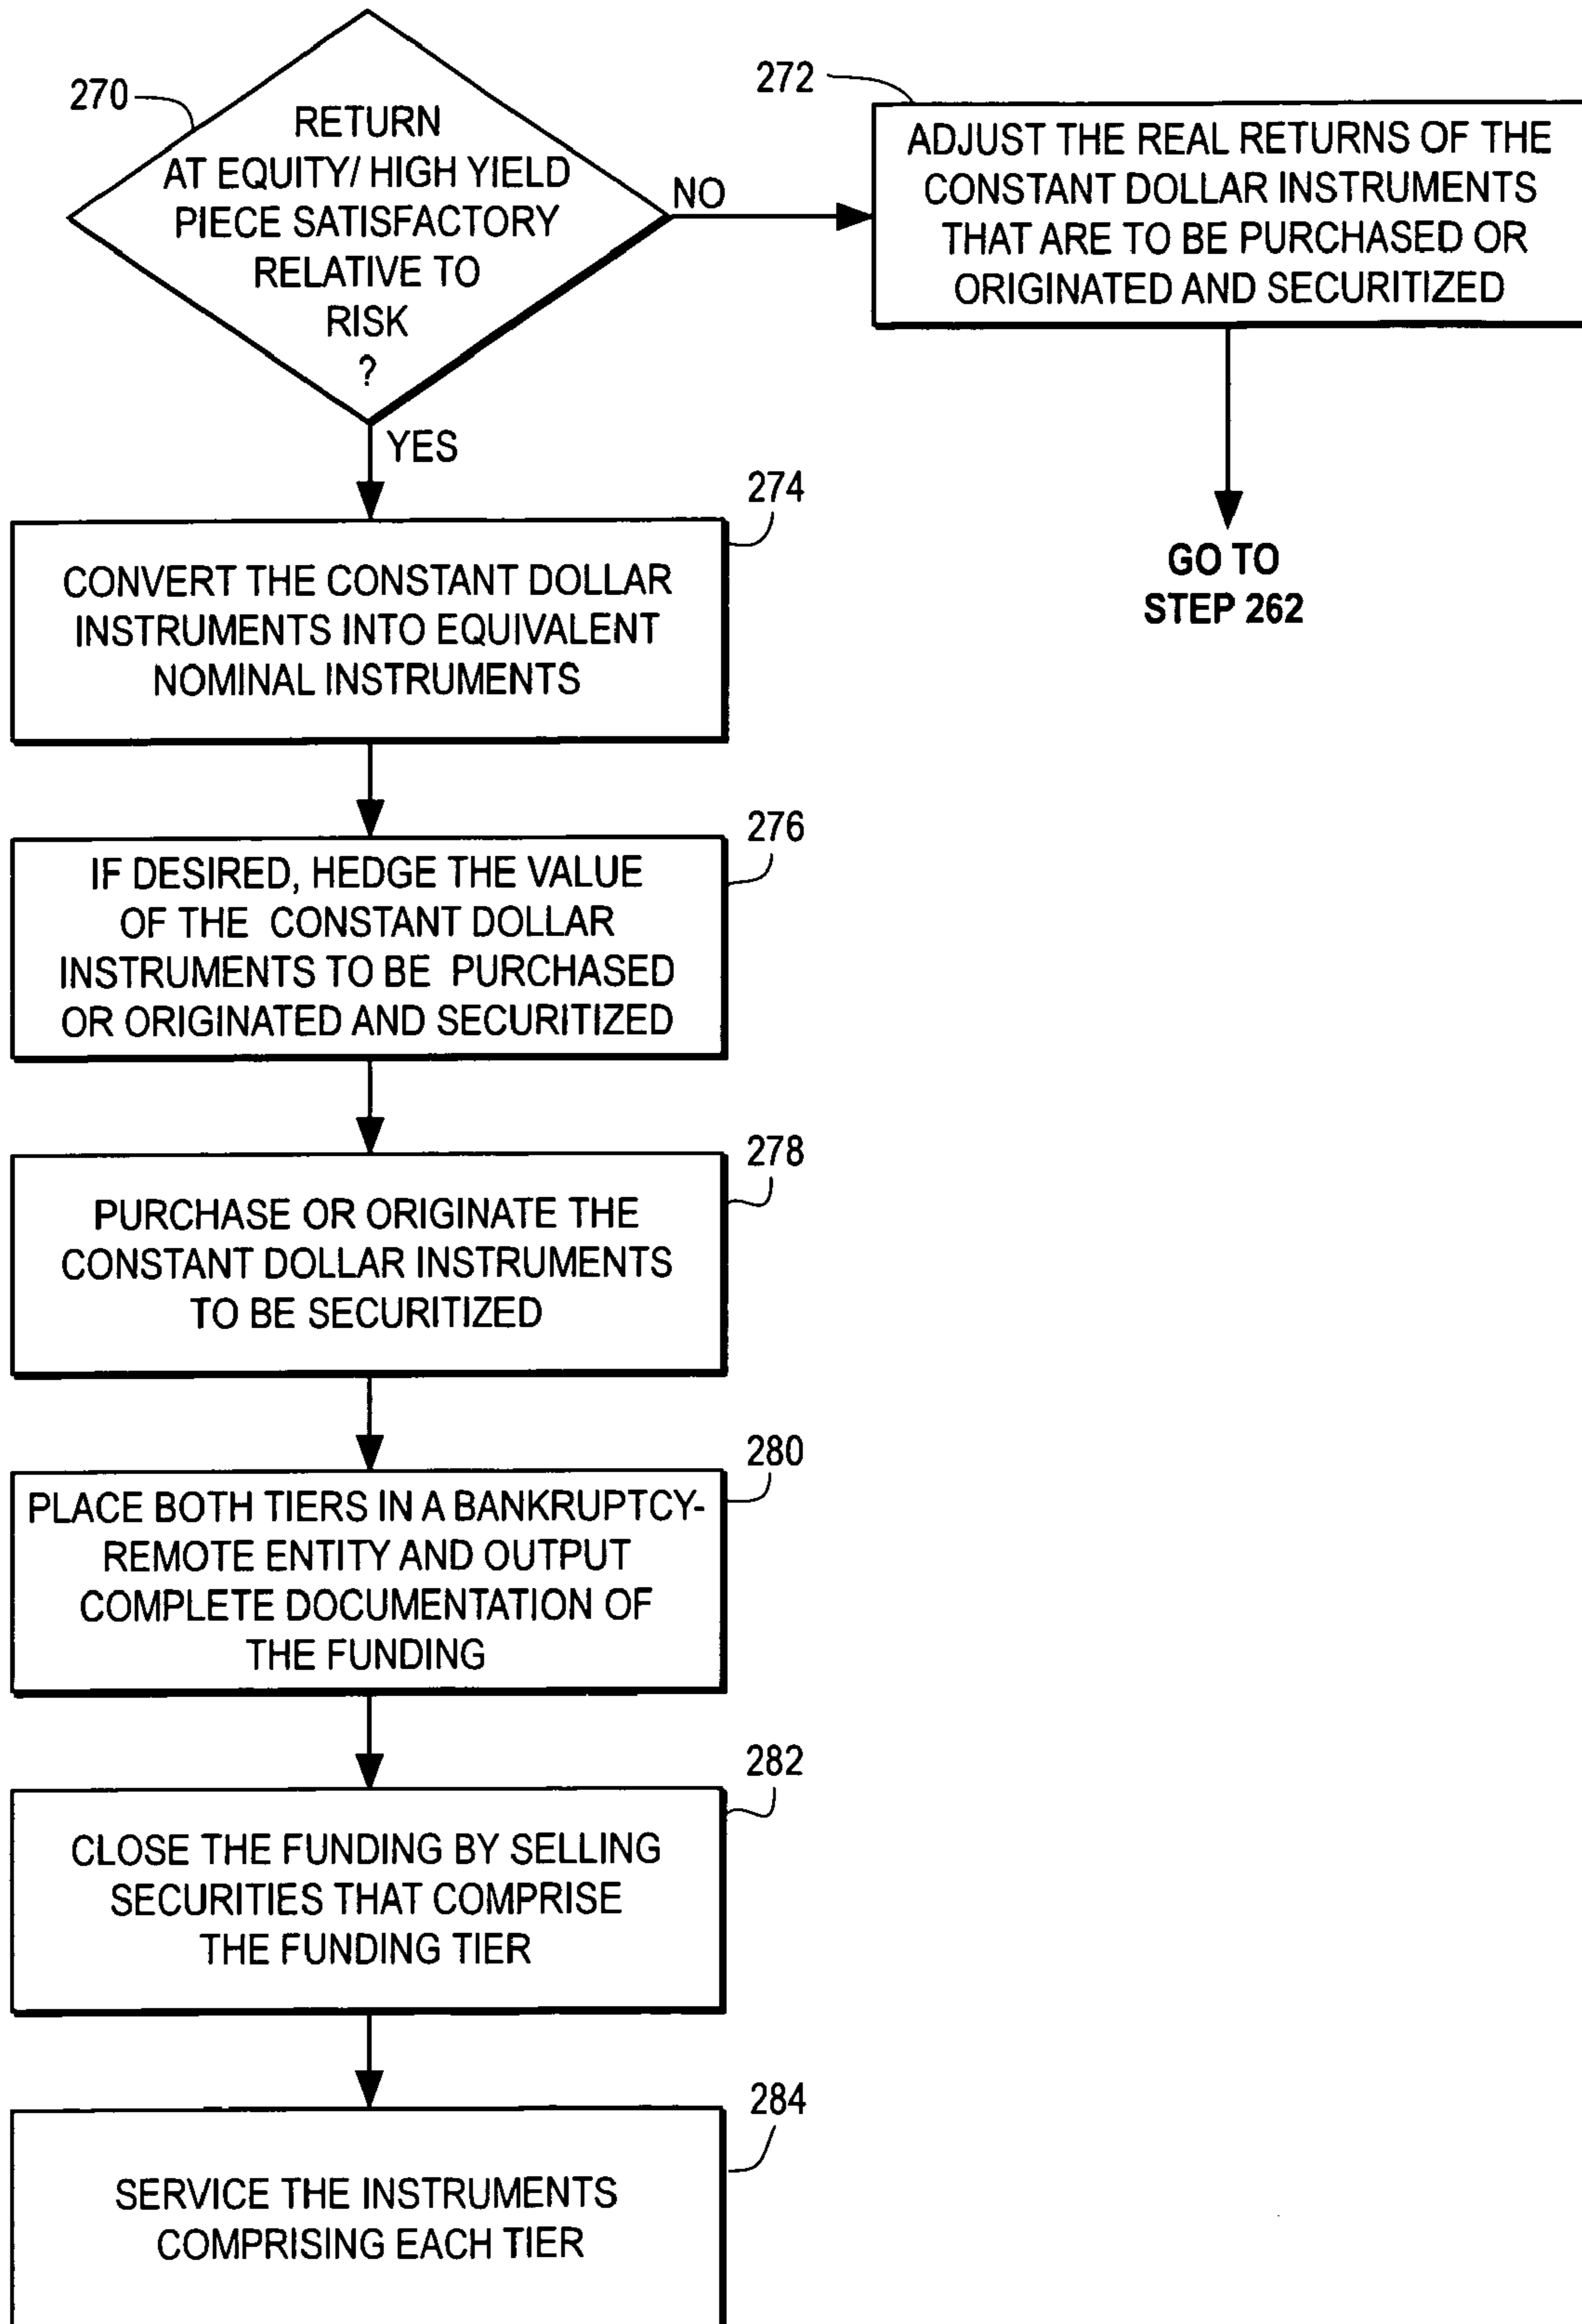 270
RETURN
AT EQUITY/ HIGH YIELD
PIECE SATISFACTORY
RELATIVE TO
RISK
?
NO
272
ADJUST THE REAL RETURNS OF THE
CONSTANT DOLLAR INSTRUMENTS
THAT ARE TO BE PURCHASED OR
ORIGINATED AND SECURITIZED
GO TO
STEP 262
YES
274
CONVERT THE CONSTANT DOLLAR
INSTRUMENTS INTO EQUIVALENT
NOMINAL INSTRUMENTS
276
IF DESIRED, HEDGE THE VALUE
OF THE CONSTANT DOLLAR
INSTRUMENTS TO BE PURCHASED
OR ORIGINATED AND SECURITIZED
278
PURCHASE OR ORIGINATE THE
CONSTANT DOLLAR INSTRUMENTS
TO BE SECURITIZED
280
PLACE BOTH TIERS IN A BANKRUPTCY-
REMOTE ENTITY AND OUTPUT
COMPLETE DOCUMENTATION OF
THE FUNDING
282
CLOSE THE FUNDING BY SELLING
SECURITIES THAT COMPRISE
THE FUNDING TIER
284
SERVICE THE INSTRUMENTS
COMPRISING EACH TIER